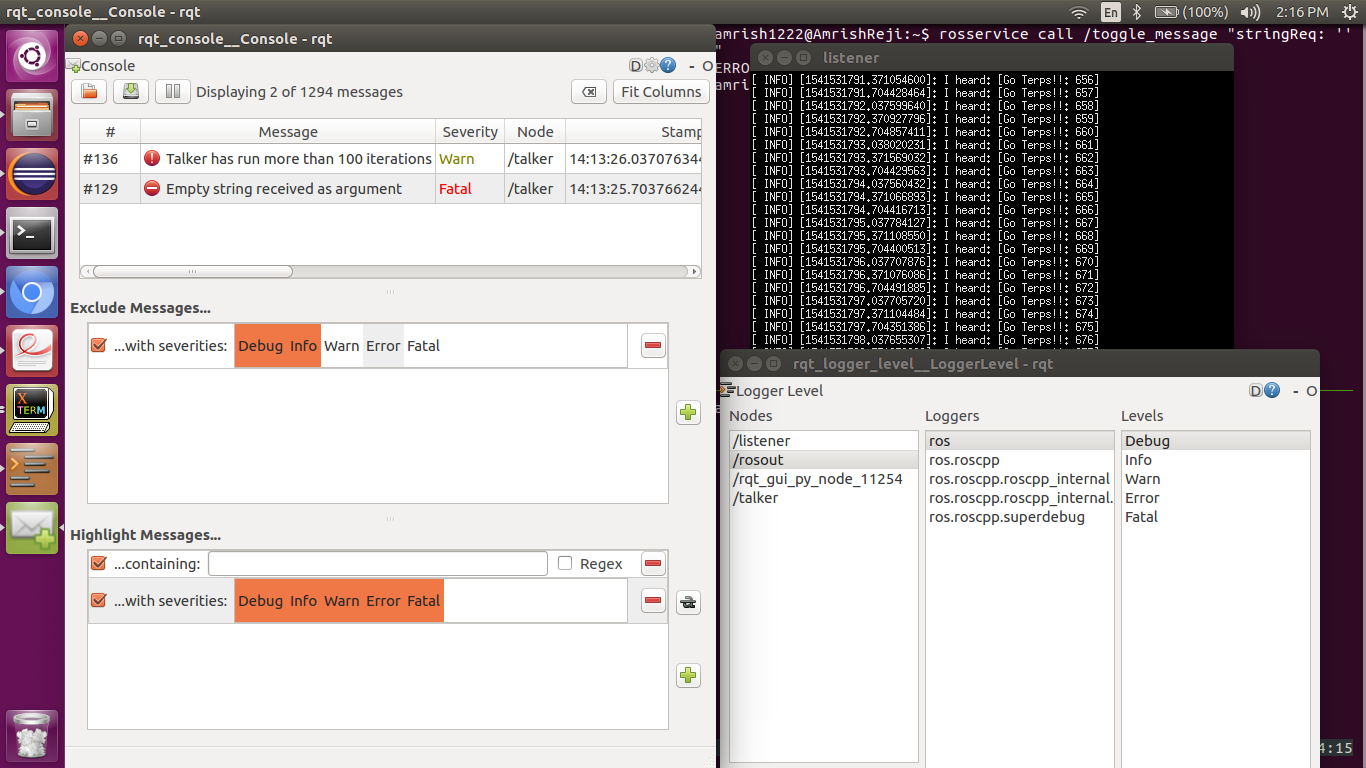 rqt_console__Console - rqt
En (100%) 2:16 PM
rqt_console__Console - rqt
Console
D - O
Displaying 2 of 1294 messages
Fit Columns
# Message Severity Node Stamp
#136 Talker has run more than 100 iterations Warn /talker 14:13:26.037076344
#129 Empty string received as argument Fatal /talker 14:13:25.703766244
Exclude Messages...
...with severities: Debug Info Warn Error Fatal
Highlight Messages...
...containing: Regex
...with severities: Debug Info Warn Error Fatal
XTERM
amrish1222@AmrishReji:~$ rosservice call /toggle_message "stringReq: ''
"
ERRO
amri
listener
[ INFO] [1541531791.371054600]: I heard: [Go Terps!!: 656]
[ INFO] [1541531791.704428464]: I heard: [Go Terps!!: 657]
[ INFO] [1541531792.037599640]: I heard: [Go Terps!!: 658]
[ INFO] [1541531792.370927796]: I heard: [Go Terps!!: 659]
[ INFO] [1541531792.704857411]: I heard: [Go Terps!!: 660]
[ INFO] [1541531793.038020231]: I heard: [Go Terps!!: 661]
[ INFO] [1541531793.371569032]: I heard: [Go Terps!!: 662]
[ INFO] [1541531793.704429563]: I heard: [Go Terps!!: 663]
[ INFO] [1541531794.037560432]: I heard: [Go Terps!!: 664]
[ INFO] [1541531794.371066893]: I heard: [Go Terps!!: 665]
[ INFO] [1541531794.704416713]: I heard: [Go Terps!!: 666]
[ INFO] [1541531795.037784127]: I heard: [Go Terps!!: 667]
[ INFO] [1541531795.371108550]: I heard: [Go Terps!!: 668]
[ INFO] [1541531795.704400513]: I heard: [Go Terps!!: 669]
[ INFO] [1541531796.037707876]: I heard: [Go Terps!!: 670]
[ INFO] [1541531796.371076086]: I heard: [Go Terps!!: 671]
[ INFO] [1541531796.704491885]: I heard: [Go Terps!!: 672]
[ INFO] [1541531797.037705720]: I heard: [Go Terps!!: 673]
[ INFO] [1541531797.371104484]: I heard: [Go Terps!!: 674]
[ INFO] [1541531797.704351386]: I heard: [Go Terps!!: 675]
[ INFO] [1541531798.037655307]: I heard: [Go Terps!!: 676]
rqt_logger_level__LoggerLevel - rqt
Logger Level
D - O
Nodes Loggers Levels
/listener ros Debug
/rosout ros.roscpp Info
/rqt_gui_py_node_11254 ros.roscpp.roscpp_internal Warn
/talker ros.roscpp.roscpp_internal. Error
ros.roscpp.superdebug Fatal
4:15